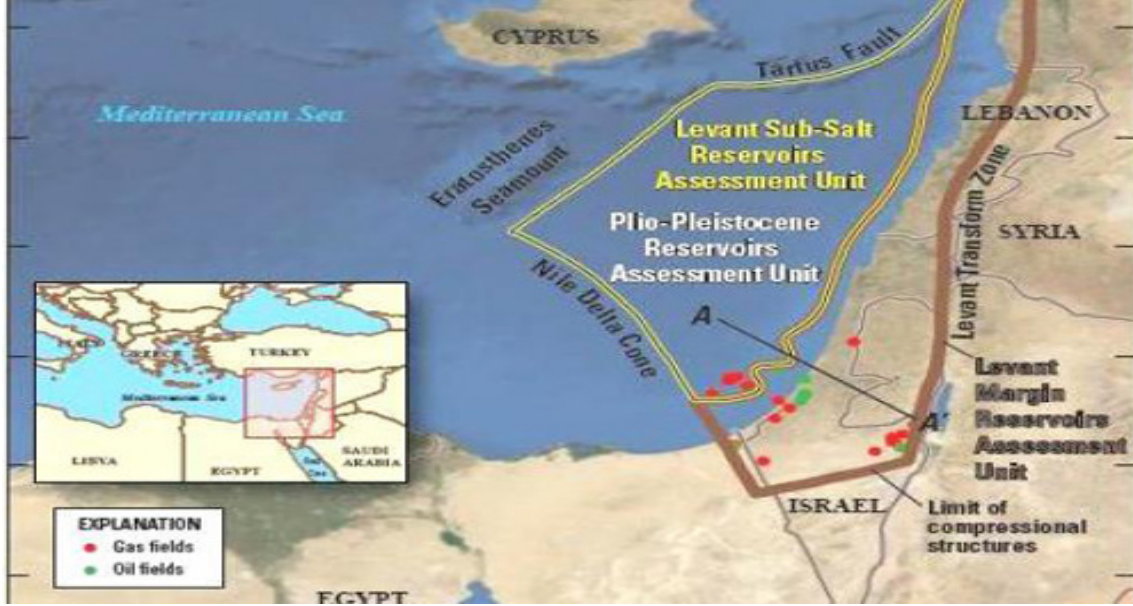 CYPRUS
Tartus Fault
Mediterranean Sea
LEBANON
Levant Sub-Salt
Reservoirs
Assessment Unit
Eratosthenes
Seamount
Levant Transform Zone
Plio-Pleistocene
Reservoirs
Assessment Unit
SYRIA
Nile Delta Cone
A
TURKEY
GREECE
Mediterranean Sea
LIBYA
EGYPT
SAUDI
ARABIA
Levant
Margin
Reservoirs
Assessment
Unit
A'
ISRAEL
Limit of
compressional
structures
EXPLANATION
Gas fields
Oil fields
EGYPT